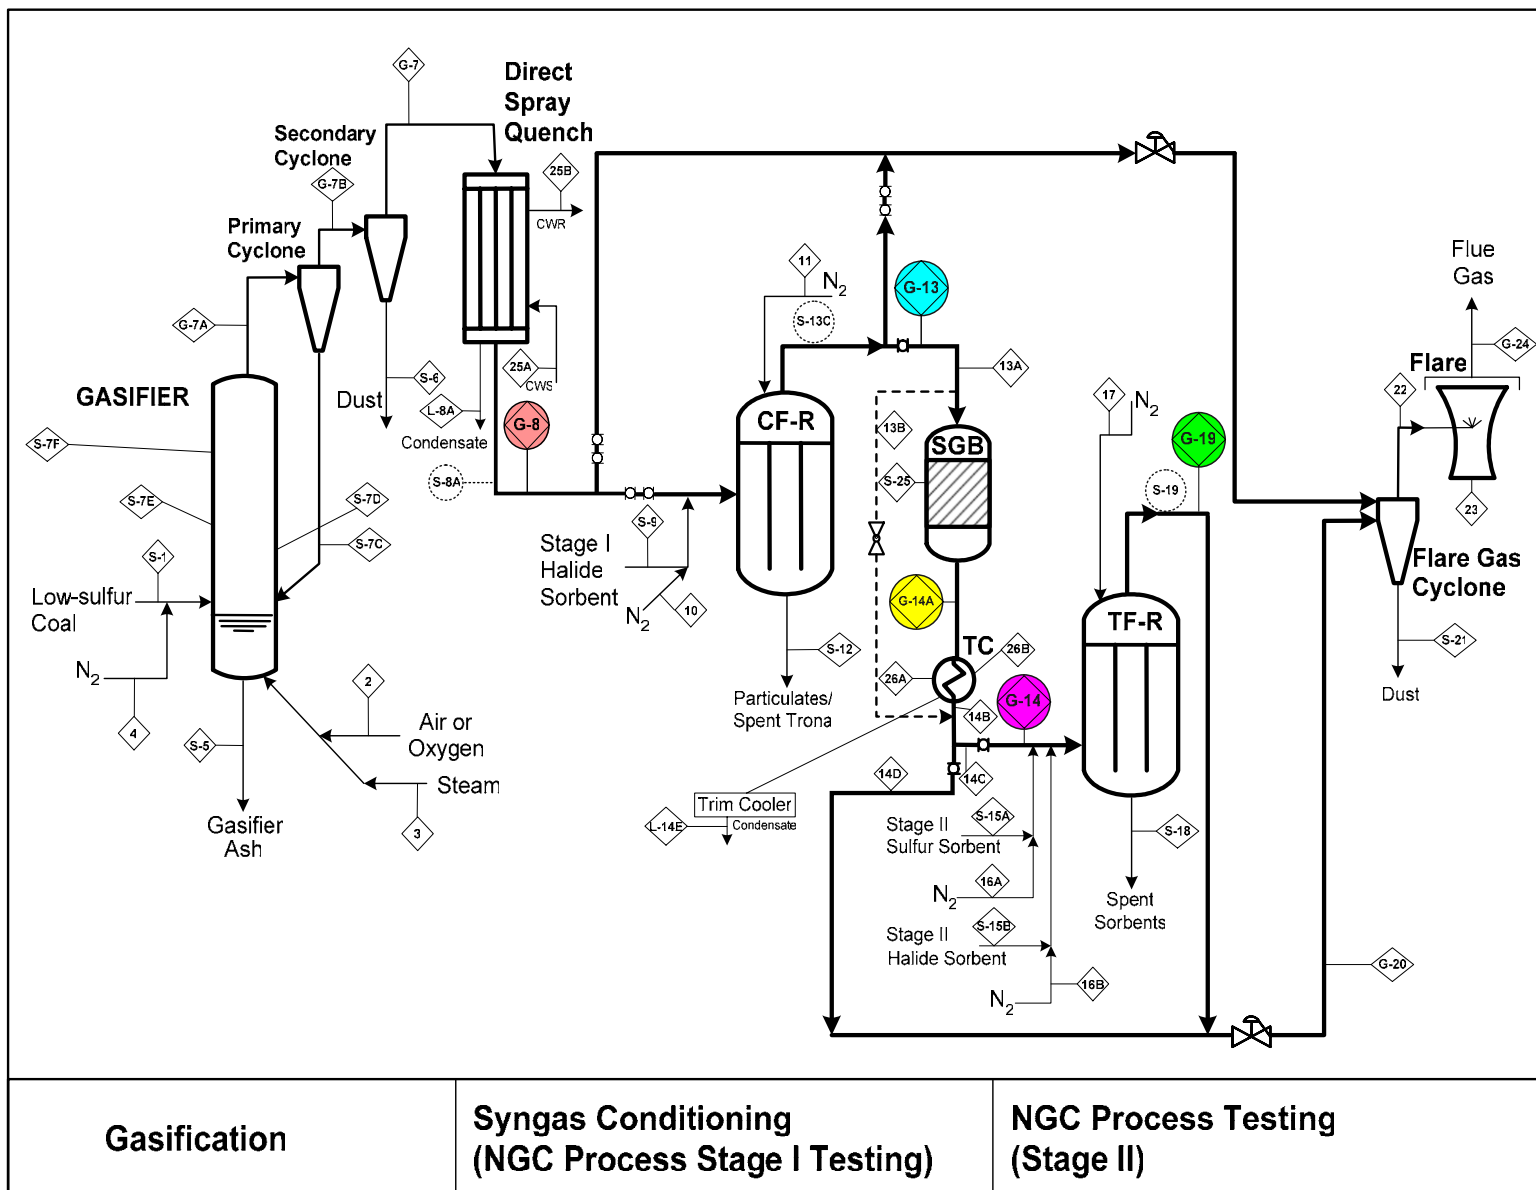 G-7
Direct
Spray
Quench
Secondary
Cyclone
G-7B
25B
CWR
Primary
Cyclone
G-7A
11
N2
S-13C
G-13
Flue
Gas
G-24
Flare
GASIFIER
S-6
Dust
25A
CWS
L-8A
Condensate
G-8
13A
22
17
N2
CF-R
13B
SGB
G-19
S-7F
S-8A
S-25
S-19
S-7E
S-7D
23
S-7C
S-1
S-9
Stage I
Halide
Sorbent
N2
10
Flare Gas
Cyclone
Low-sulfur
Coal
G-14A
TF-R
S-12
TC
26B
26A
S-21
Dust
N2
4
2
Particulates/
Spent Trona
G-14
14B
S-5
Air or
Oxygen
Steam
3
14D
14C
Trim Cooler
L-14E
Condensate
Gasifier
Ash
Stage II
Sulfur Sorbent
S-15A
S-18
N2
16A
Spent
Sorbents
Stage II
Halide Sorbent
S-15B
N2
16B
G-20
Gasification
Syngas Conditioning
(NGC Process Stage I Testing)
NGC Process Testing
(Stage II)